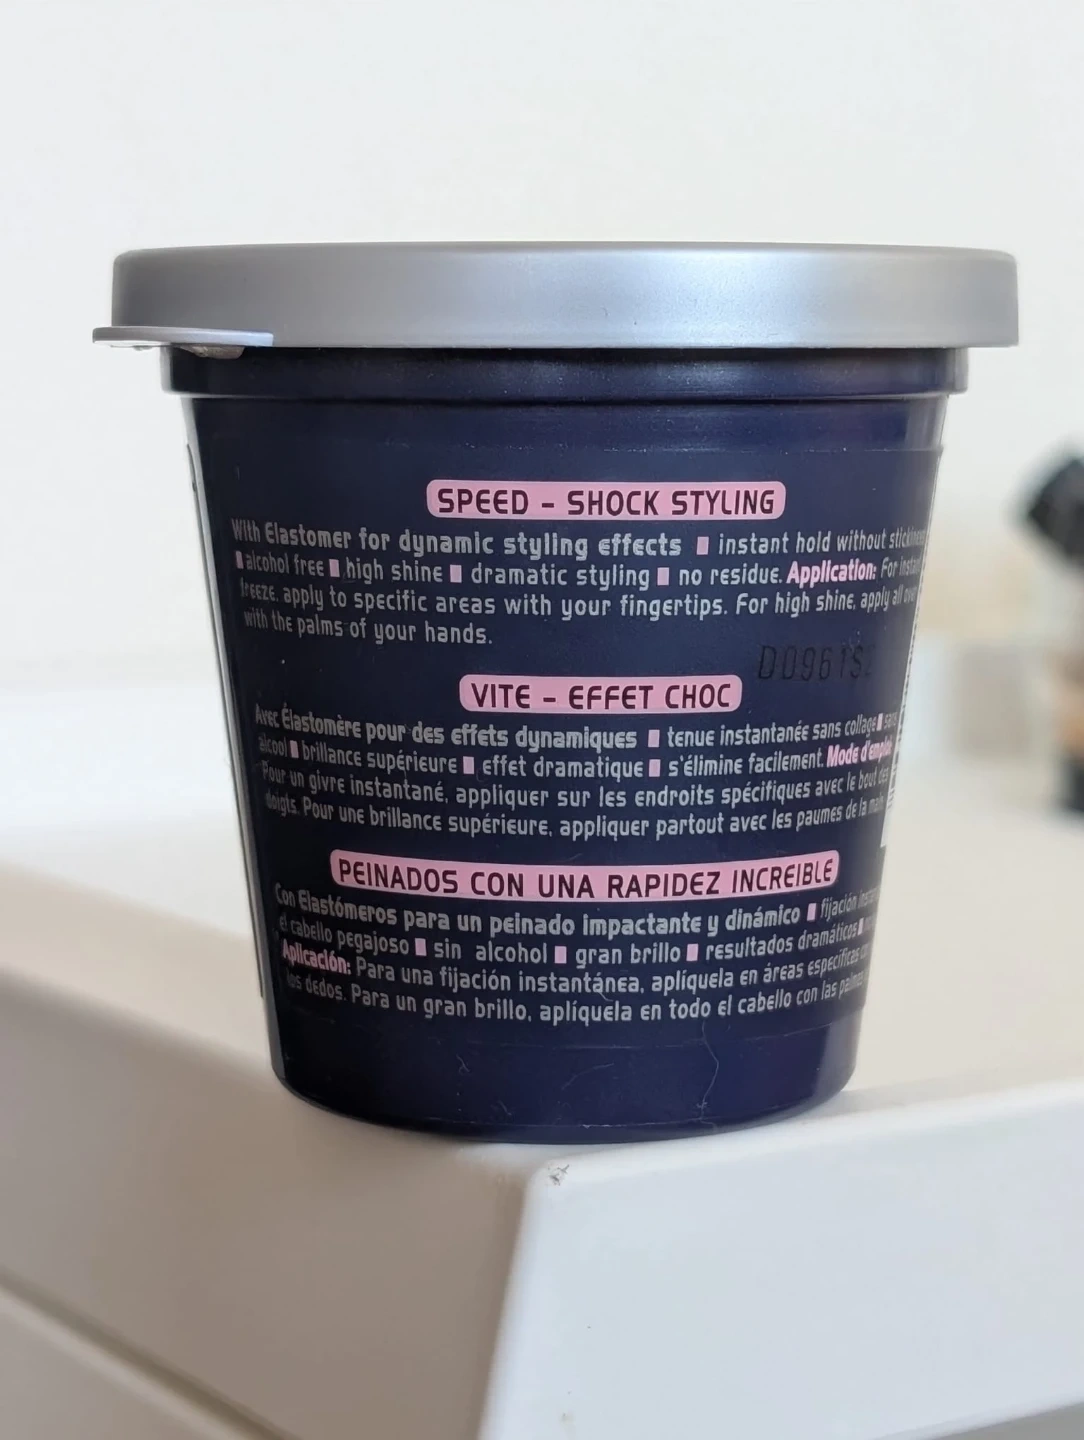 SPEED - SHOCK STYLING
With Elastomer for dynamic styling effects ▮ instant hold without
▮ alcohol free ▮ high shine ▮ dramatic styling ▮ no residue. Application: For instant
freeze, apply to specific areas with your fingertips. For high shine, apply all over
with the palms of your hands.
VITE - EFFET CHOC
Avec Élastomère pour des effets dynamiques ▮ tenue instantanée sans collage ▮ sans
alcool ▮ brillance supérieure ▮ effet dramatique ▮ s'élimine facilement. Mode d'emploi:
Pour un givre instantané, appliquer sur les endroits spécifiques avec le bout des
doigts. Pour une brillance supérieure, appliquer partout avec les paumes de la main.
PEINADOS CON UNA RAPIDEZ INCREIBLE
Con Elastómeros para un peinado impactante y dinámico ▮ fijación
el cabello pegajoso ▮ sin alcohol ▮ gran brillo ▮ resultados dramáticos ▮
Aplicación: Para una fijación instantánea, aplíquela en áreas específicas
los dedos. Para un gran brillo, aplíquela en todo el cabello con las palmas